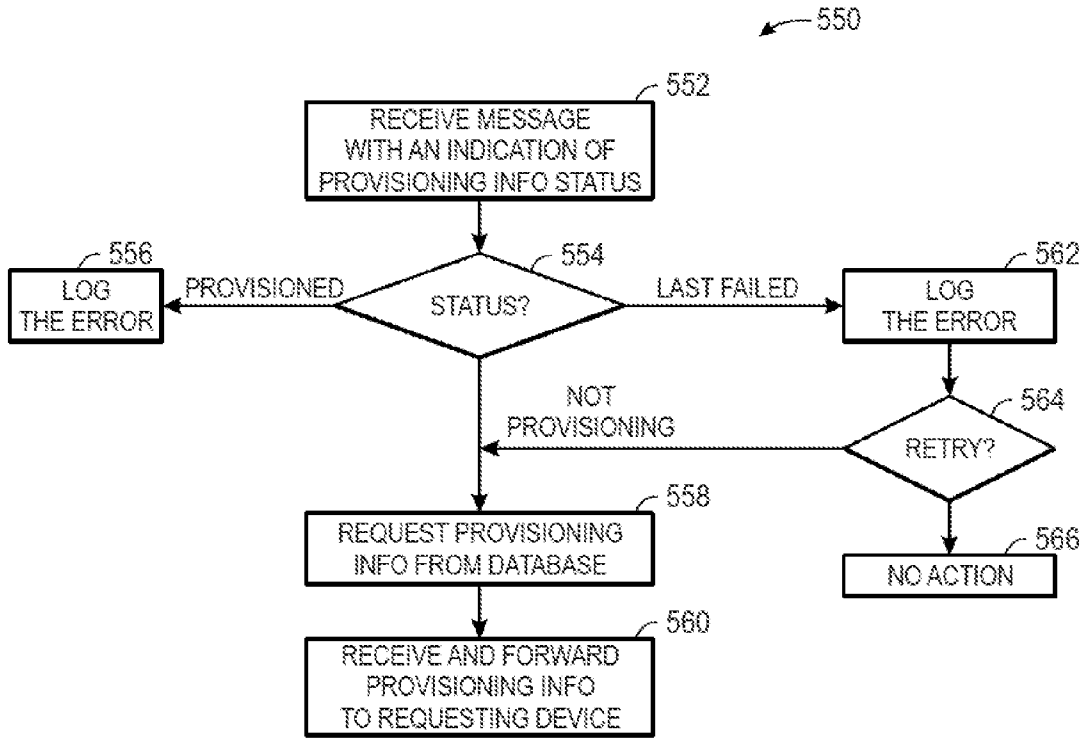 550
552
RECEIVE MESSAGE
WITH AN INDICATION OF
PROVISIONING INFO STATUS
554
STATUS?
PROVISIONED
556
LOG
THE ERROR
LAST FAILED
562
LOG
THE ERROR
564
RETRY?
NOT
PROVISIONING
558
REQUEST PROVISIONING
INFO FROM DATABASE
566
NO ACTION
560
RECEIVE AND FORWARD
PROVISIONING INFO
TO REQUESTING DEVICE